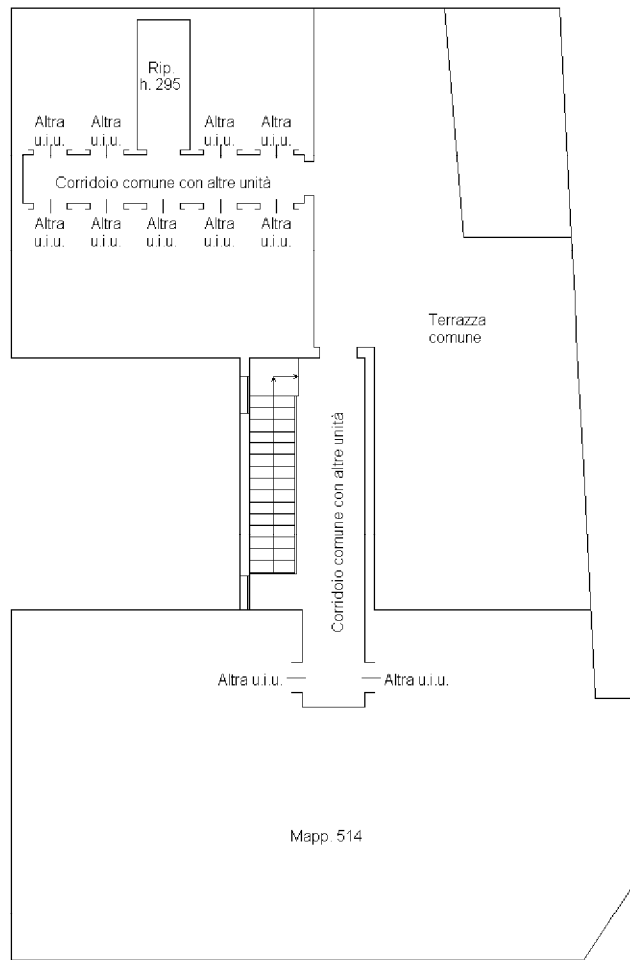 Rip.
h. 295
Altra
u.i.u.
Altra
u.i.u.
Altra
u.i.u.
Altra
u.i.u.
Corridoio comune con altre unità
Altra
u.i.u.
Altra
u.i.u.
Altra
u.i.u.
Altra
u.i.u.
Altra
u.i.u.
Terrazza
comune
Corridoio comune con altre unità
Altra u.i.u.
Altra u.i.u.
Mapp. 514